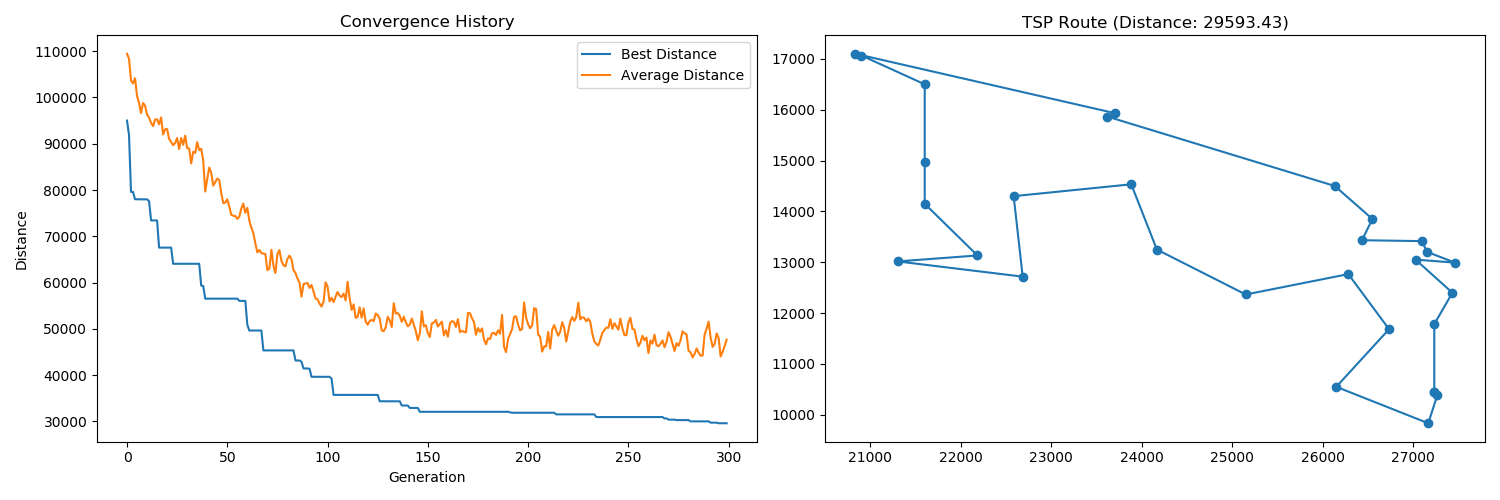 Convergence History
110000
100000
90000
80000
70000
60000
50000
40000
30000
Distance
0 50 100 150 200 250 300
Generation
Best Distance
Average Distance
TSP Route (Distance: 29593.43)
17000
16000
15000
14000
13000
12000
11000
10000
21000 22000 23000 24000 25000 26000 27000